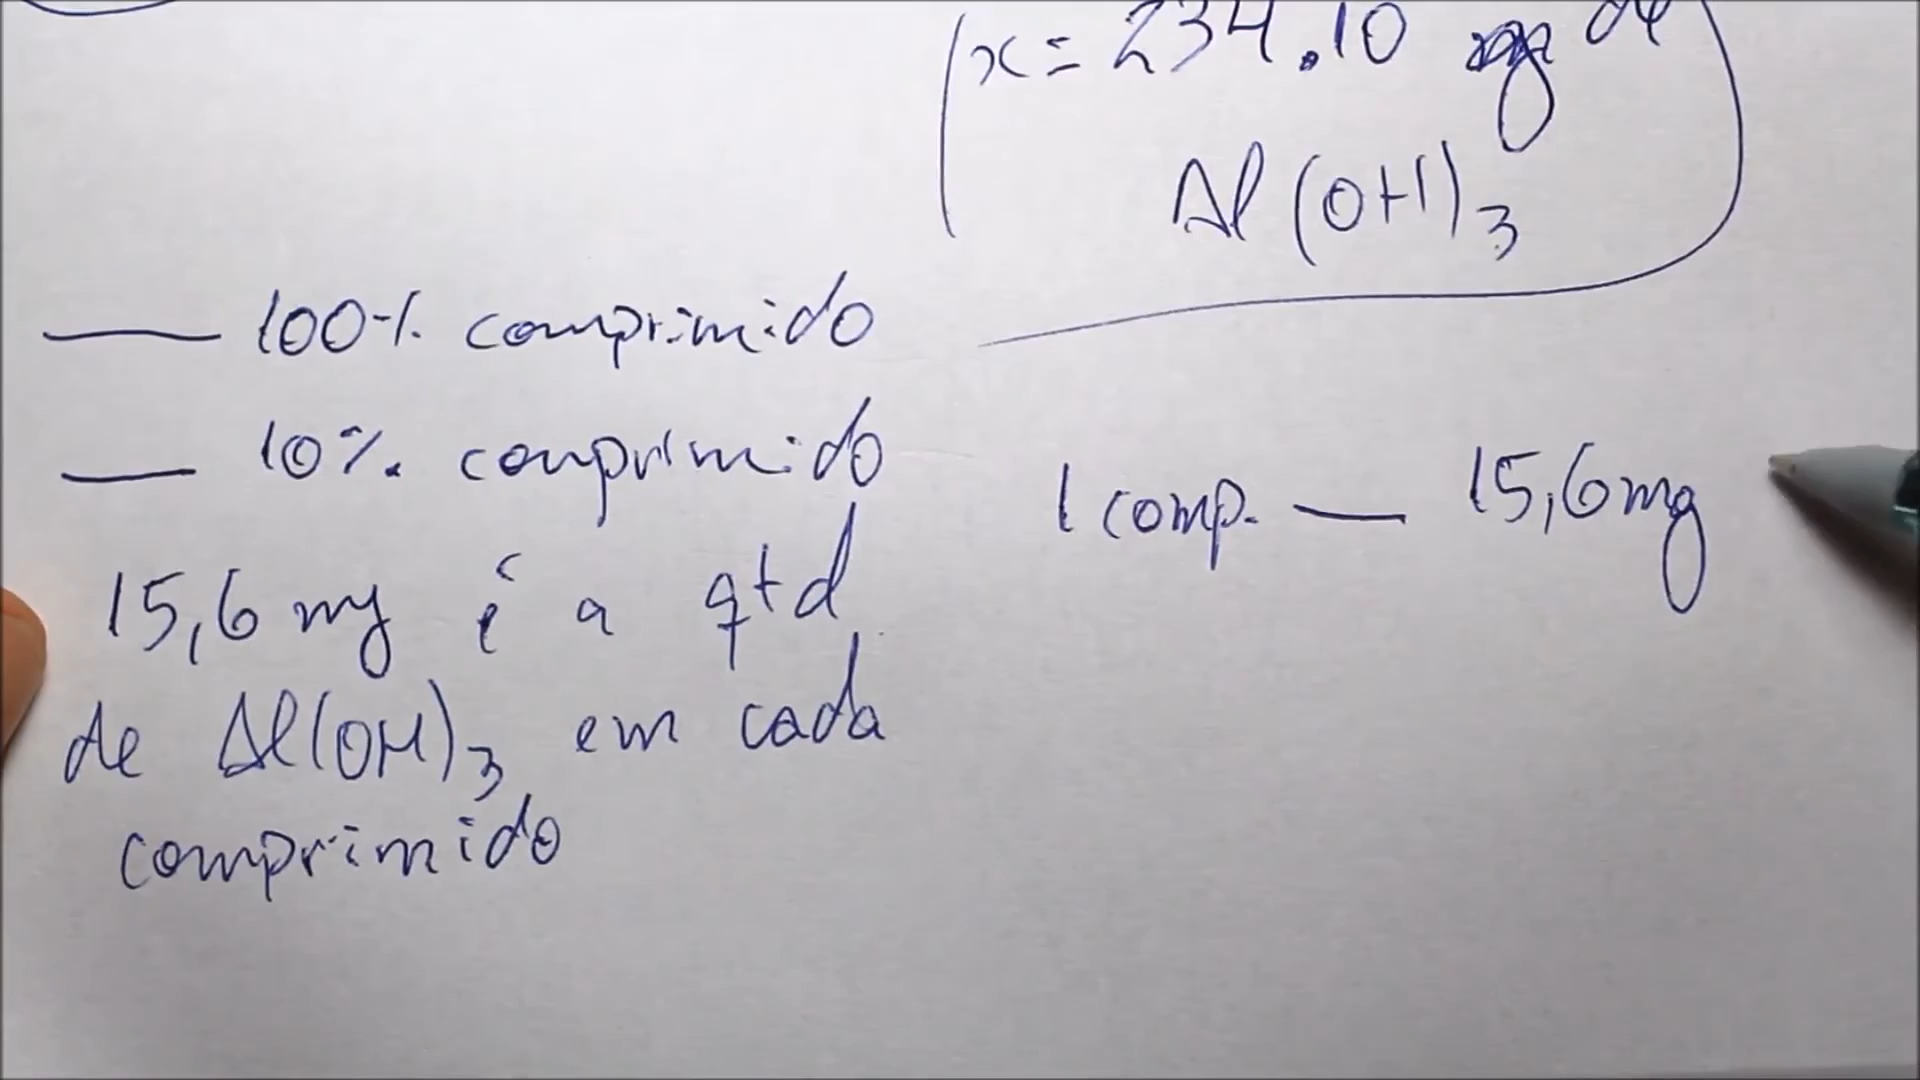 x = 234.10 g de
Al(OH)3
— 100% comprimido
— 10%. comprimido
15,6 mg é a qtd
de Al(OH)3 em cada
comprimido
1 comp. — 15,6mg